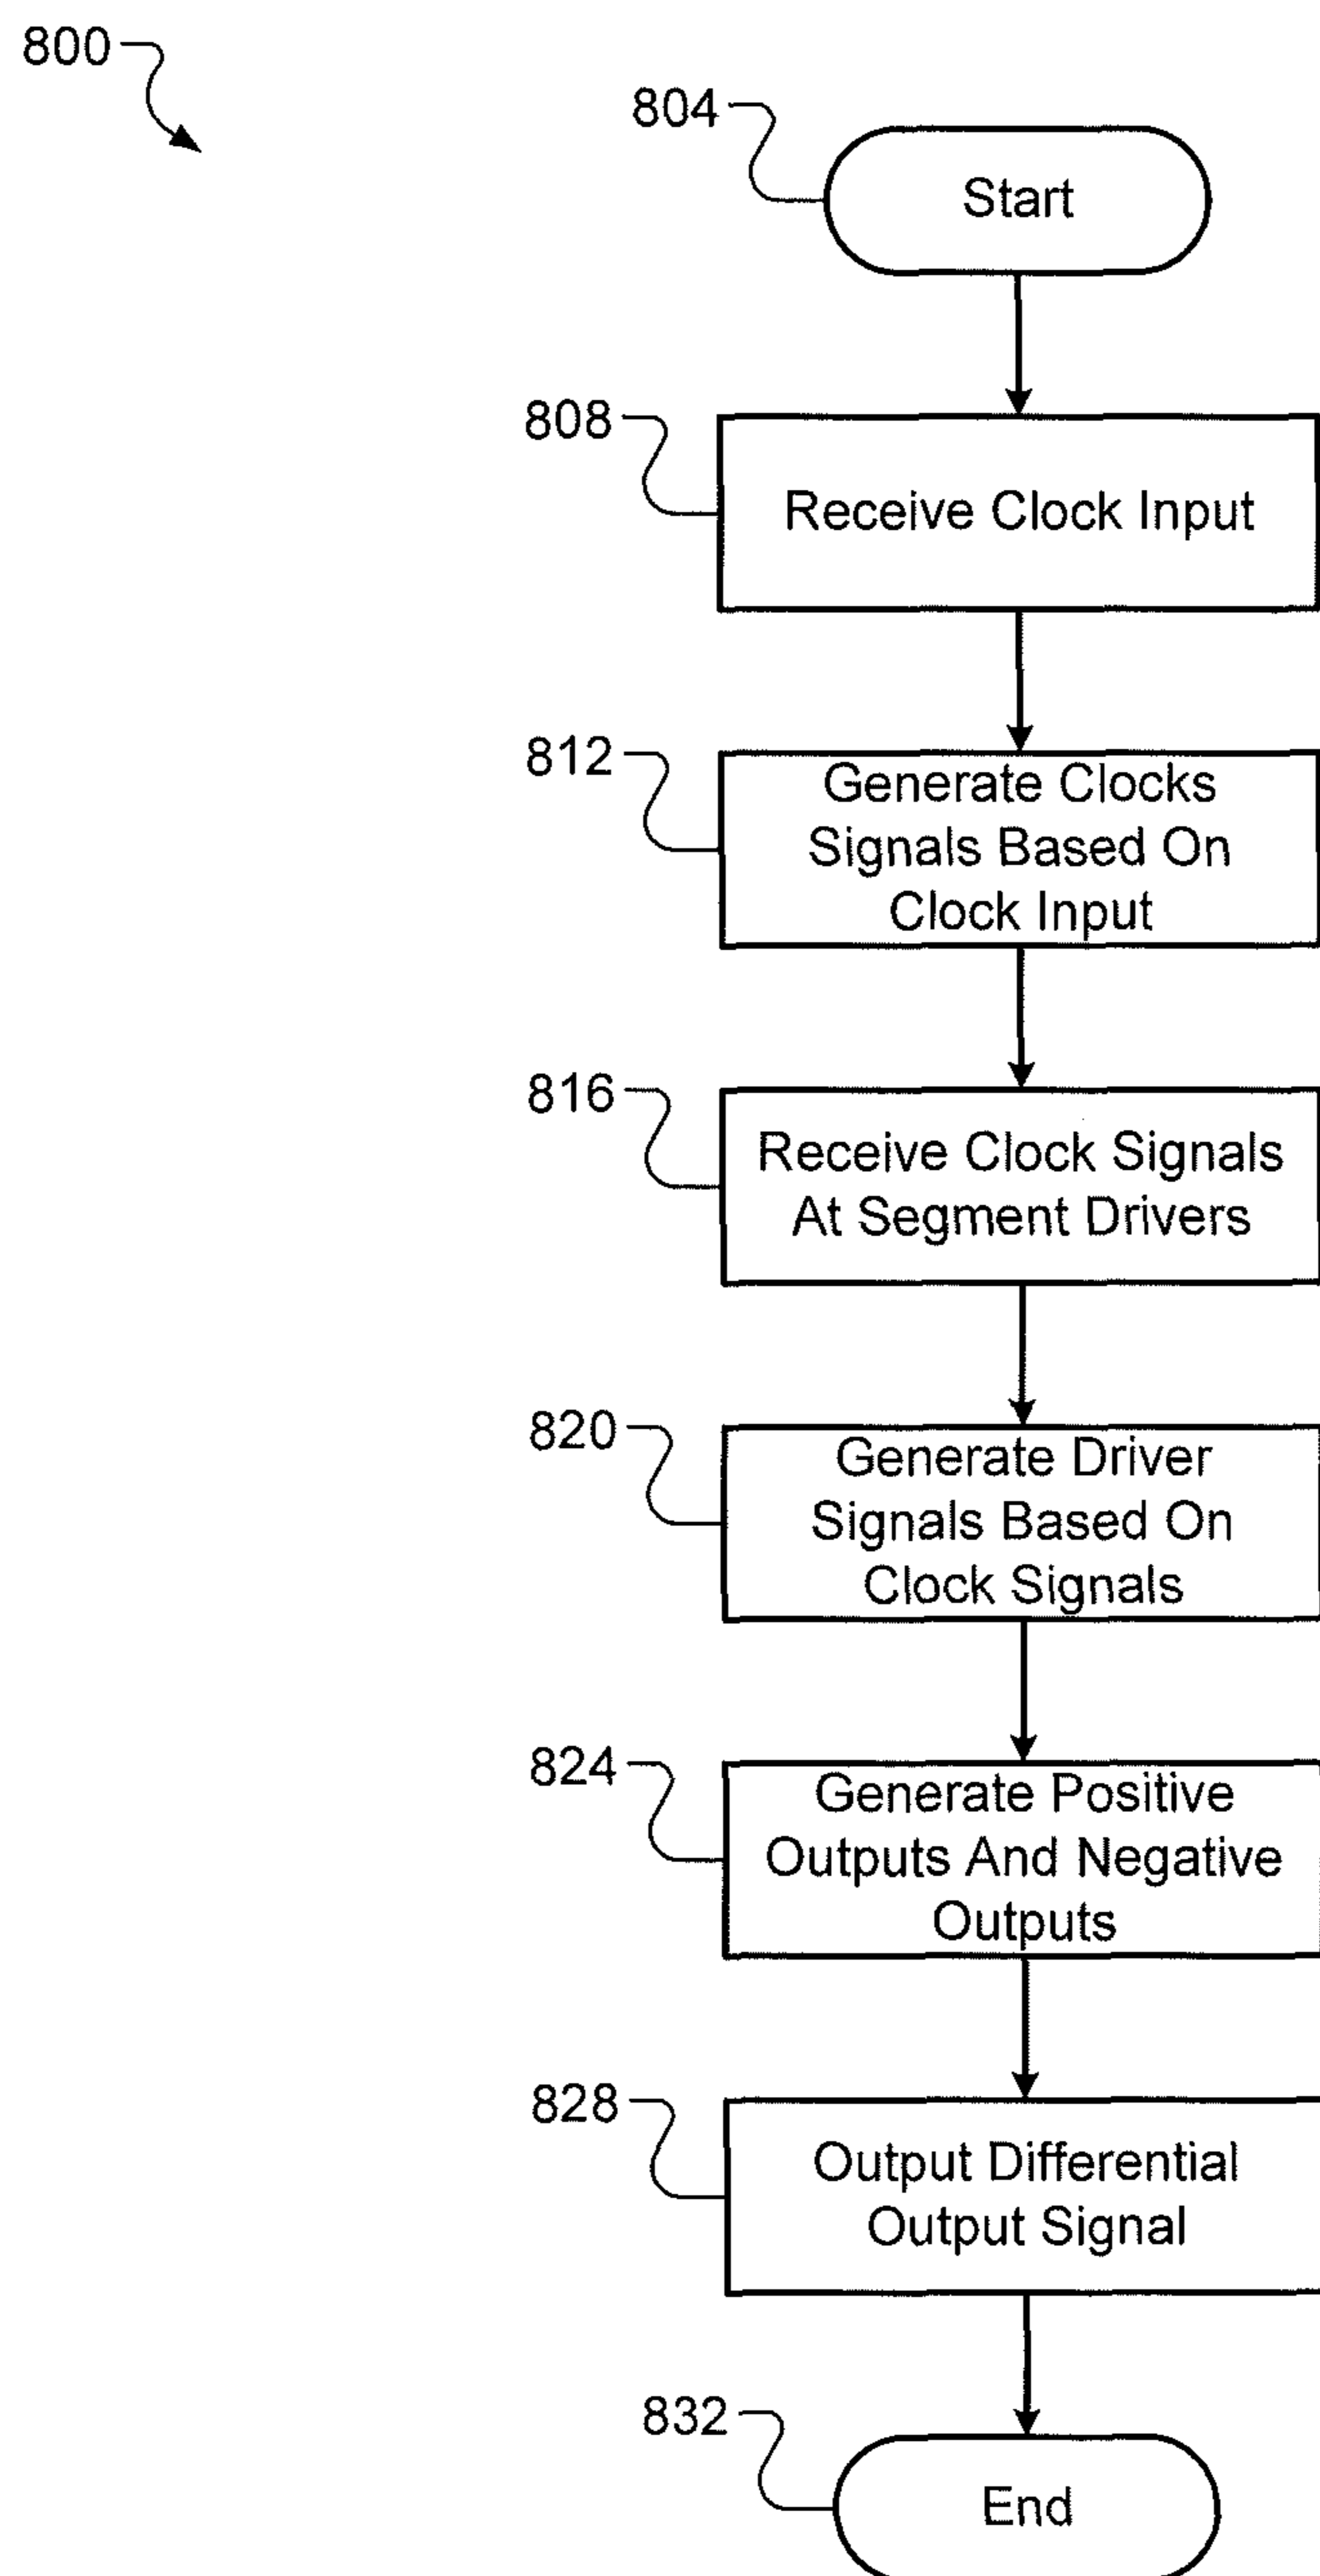 800
804
Start
808
Receive Clock Input
812
Generate Clocks
Signals Based On
Clock Input
816
Receive Clock Signals
At Segment Drivers
820
Generate Driver
Signals Based On
Clock Signals
824
Generate Positive
Outputs And Negative
Outputs
828
Output Differential
Output Signal
832
End